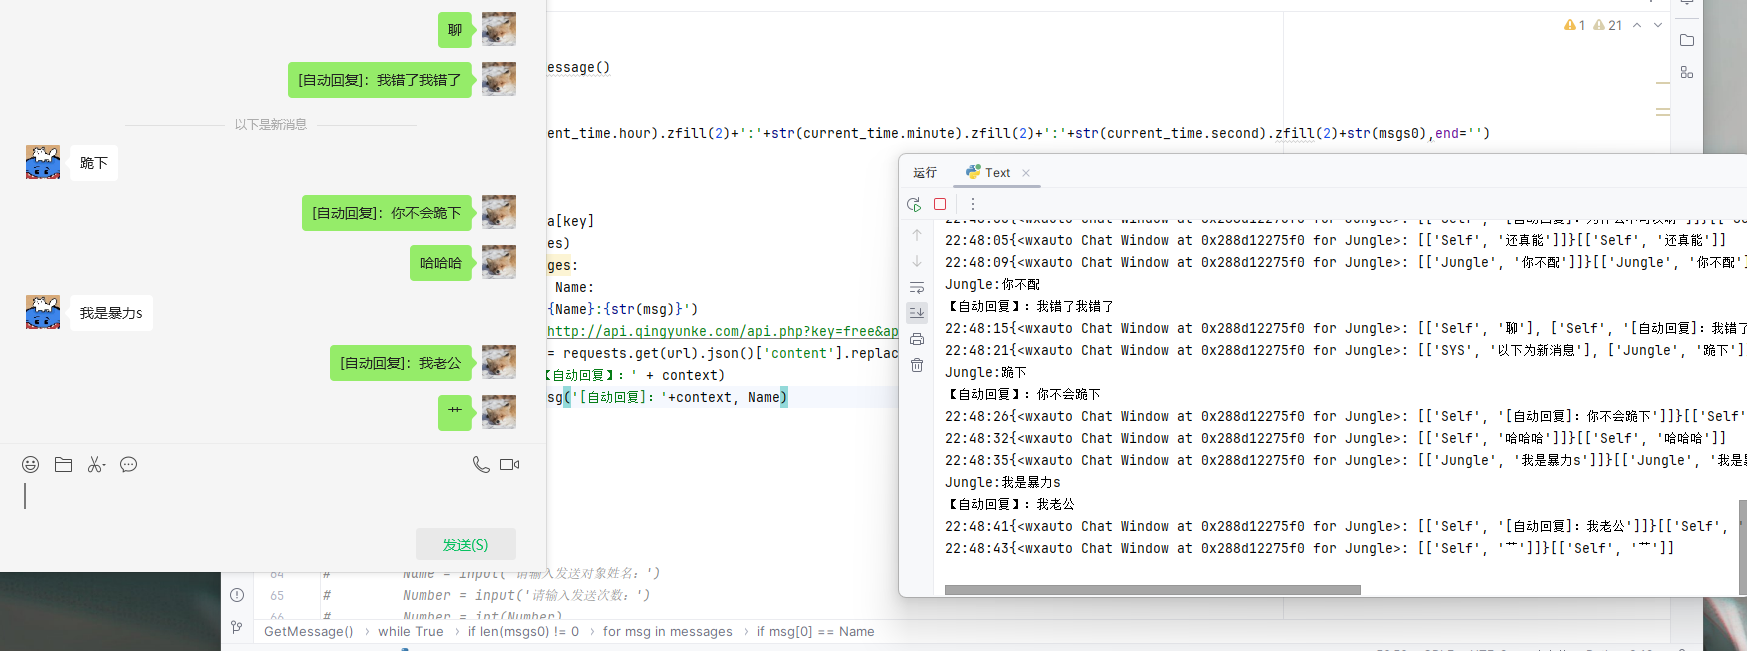 聊
[自动回复]：我错了我错了
以下是新消息
跪下
[自动回复]：你不会跪下
哈哈哈
我是暴力s
[自动回复]：我老公
艹
发送(S)
1 21
essage()
ent_time.hour).zfill(2)+':'+str(current_time.minute).zfill(2)+':'+str(current_time.second).zfill(2)+str(msgs0),end='')
a[key]
es)
ges:
Name:
{Name}:{str(msg)}')
http://api.qingyunke.com/api.php?key=free&ap
= requests.get(url).json()['content'].replac
【自动回复】：' + context)
sg('[自动回复]：'+context, Name)
64 # Name = input('请输入发送对象姓名：')
65 # Number = input('请输入发送次数：')
66 # Number = int(Number)
GetMessage() › while True › if len(msgs0) != 0 › for msg in messages › if msg[0] == Name
运行 Text ×
22:48:05{<wxauto Chat Window at 0x288d12275f0 for Jungle>: [['Self', '还真能']]}[['Self', '还真能']]
22:48:09{<wxauto Chat Window at 0x288d12275f0 for Jungle>: [['Jungle', '你不配']]}[['Jungle', '你不配']
Jungle:你不配
【自动回复】：我错了我错了
22:48:15{<wxauto Chat Window at 0x288d12275f0 for Jungle>: [['Self', '聊'], ['Self', '[自动回复]：我错了
22:48:21{<wxauto Chat Window at 0x288d12275f0 for Jungle>: [['SYS', '以下为新消息'], ['Jungle', '跪下']
Jungle:跪下
【自动回复】：你不会跪下
22:48:26{<wxauto Chat Window at 0x288d12275f0 for Jungle>: [['Self', '[自动回复]：你不会跪下']]}[['Self'
22:48:32{<wxauto Chat Window at 0x288d12275f0 for Jungle>: [['Self', '哈哈哈']]}[['Self', '哈哈哈']]
22:48:35{<wxauto Chat Window at 0x288d12275f0 for Jungle>: [['Jungle', '我是暴力s']]}[['Jungle', '我是
Jungle:我是暴力s
【自动回复】：我老公
22:48:41{<wxauto Chat Window at 0x288d12275f0 for Jungle>: [['Self', '[自动回复]：我老公']]}[['Self', '
22:48:43{<wxauto Chat Window at 0x288d12275f0 for Jungle>: [['Self', '艹']]}[['Self', '艹']]